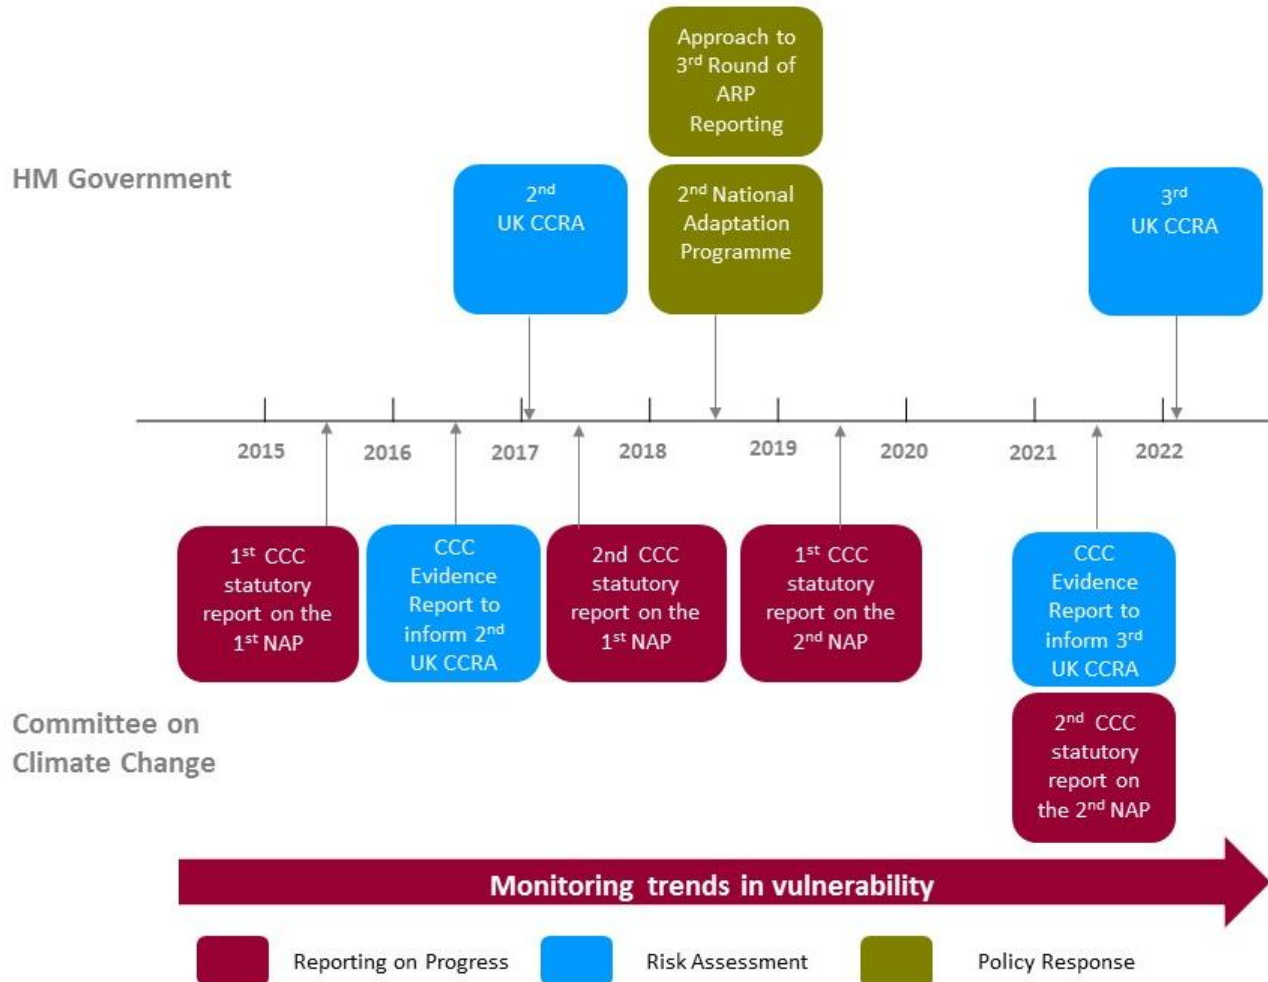 Approach to
3rd Round of
ARP
Reporting
HM Government
2nd
UK CCRA
2nd National
Adaptation
Programme
3rd
UK CCRA
2015
2016
2017
2018
2019
2020
2021
2022
1st CCC
statutory
report on the
1st NAP
CCC
Evidence
Report to
inform 2nd
UK CCRA
2nd CCC
statutory
report on the
1st NAP
1st CCC
statutory
report on the
2nd NAP
CCC
Evidence
Report to
inform 3rd
UK CCRA
Committee on
Climate Change
2nd CCC
statutory
report on
the 2nd NAP
Monitoring trends in vulnerability
Reporting on Progress
Risk Assessment
Policy Response